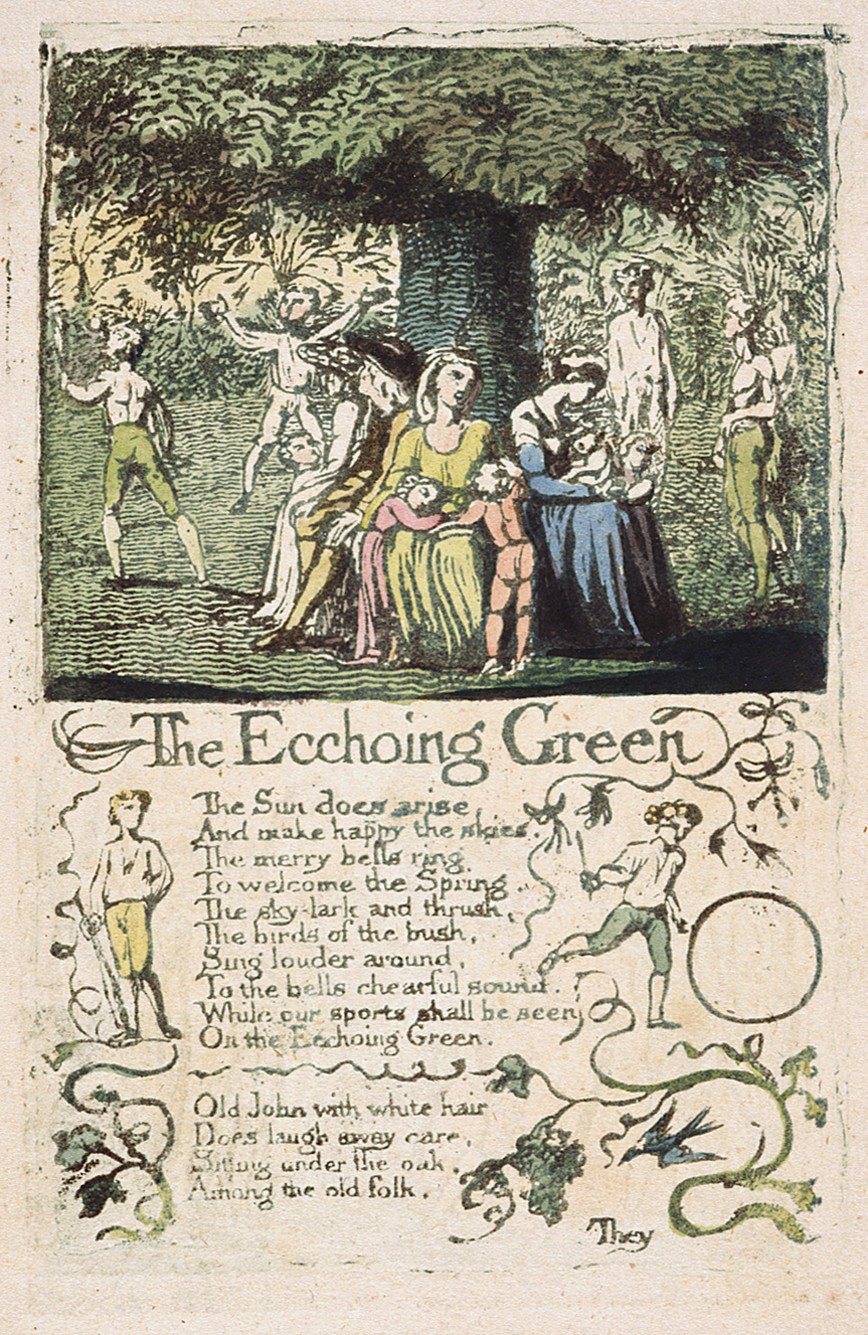 The Ecchoing Green
The Sun does arise,
And make happy the skies.
The merry bells ring.
To welcome the Spring.
The sky-lark and thrush,
The birds of the bush,
Sing louder around,
To the bells chearful sound.
While our sports shall be seen
On the Ecchoing Green.
Old John with white hair
Does laugh away care,
Sitting under the oak,
Among the old folk.
They